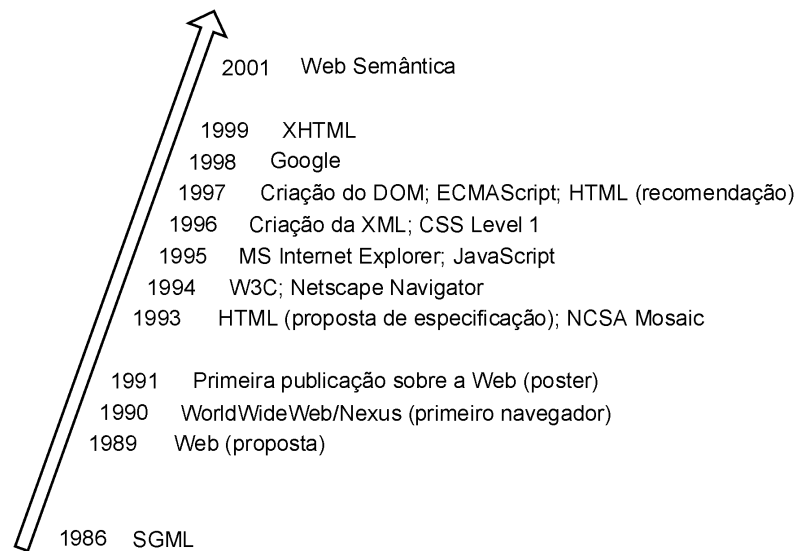 2001 Web Semântica
1999 XHTML
1998 Google
1997 Criação do DOM; ECMAScript; HTML (recomendação)
1996 Criação da XML; CSS Level 1
1995 MS Internet Explorer; JavaScript
1994 W3C; Netscape Navigator
1993 HTML (proposta de especificação); NCSA Mosaic
1991 Primeira publicação sobre a Web (poster)
1990 WorldWideWeb/Nexus (primeiro navegador)
1989 Web (proposta)
1986 SGML